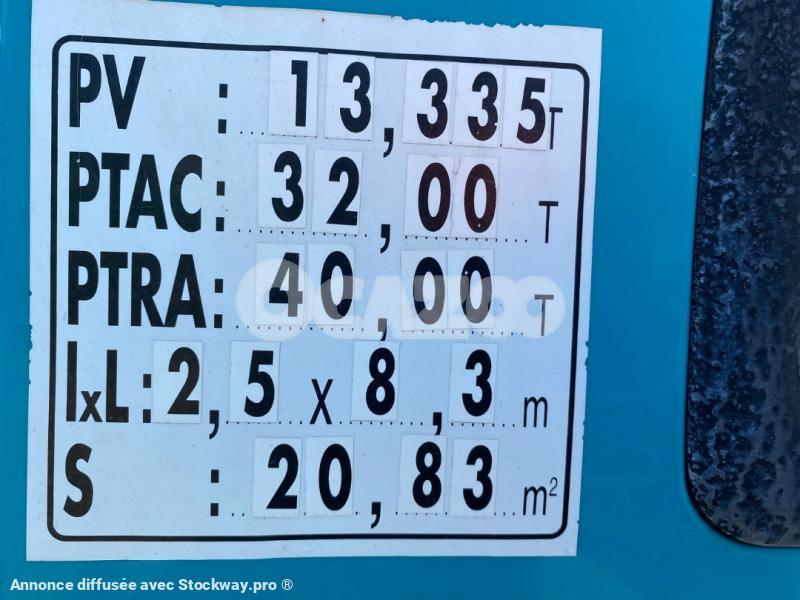 PV : 13,335 T
PTAC : 32,00 T
PTRA : 40,00 T
lxL : 2,5 x 8,3 m
S : 20,83 m²
OCAZOO
Annonce diffusée avec Stockway.pro ®